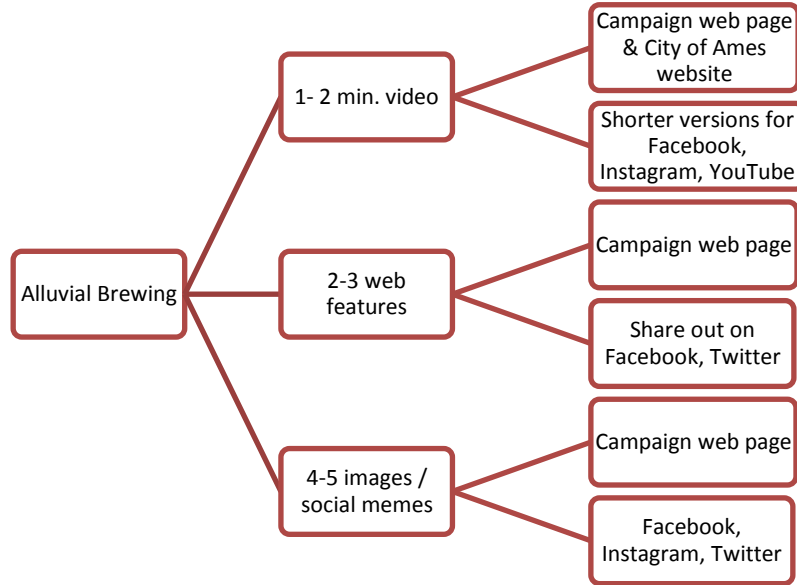 Alluvial Brewing
1- 2 min. video
Campaign web page
& City of Ames
website
Shorter versions for
Facebook,
Instagram, YouTube
2-3 web
features
Campaign web page
Share out on
Facebook, Twitter
4-5 images /
social memes
Campaign web page
Facebook,
Instagram, Twitter